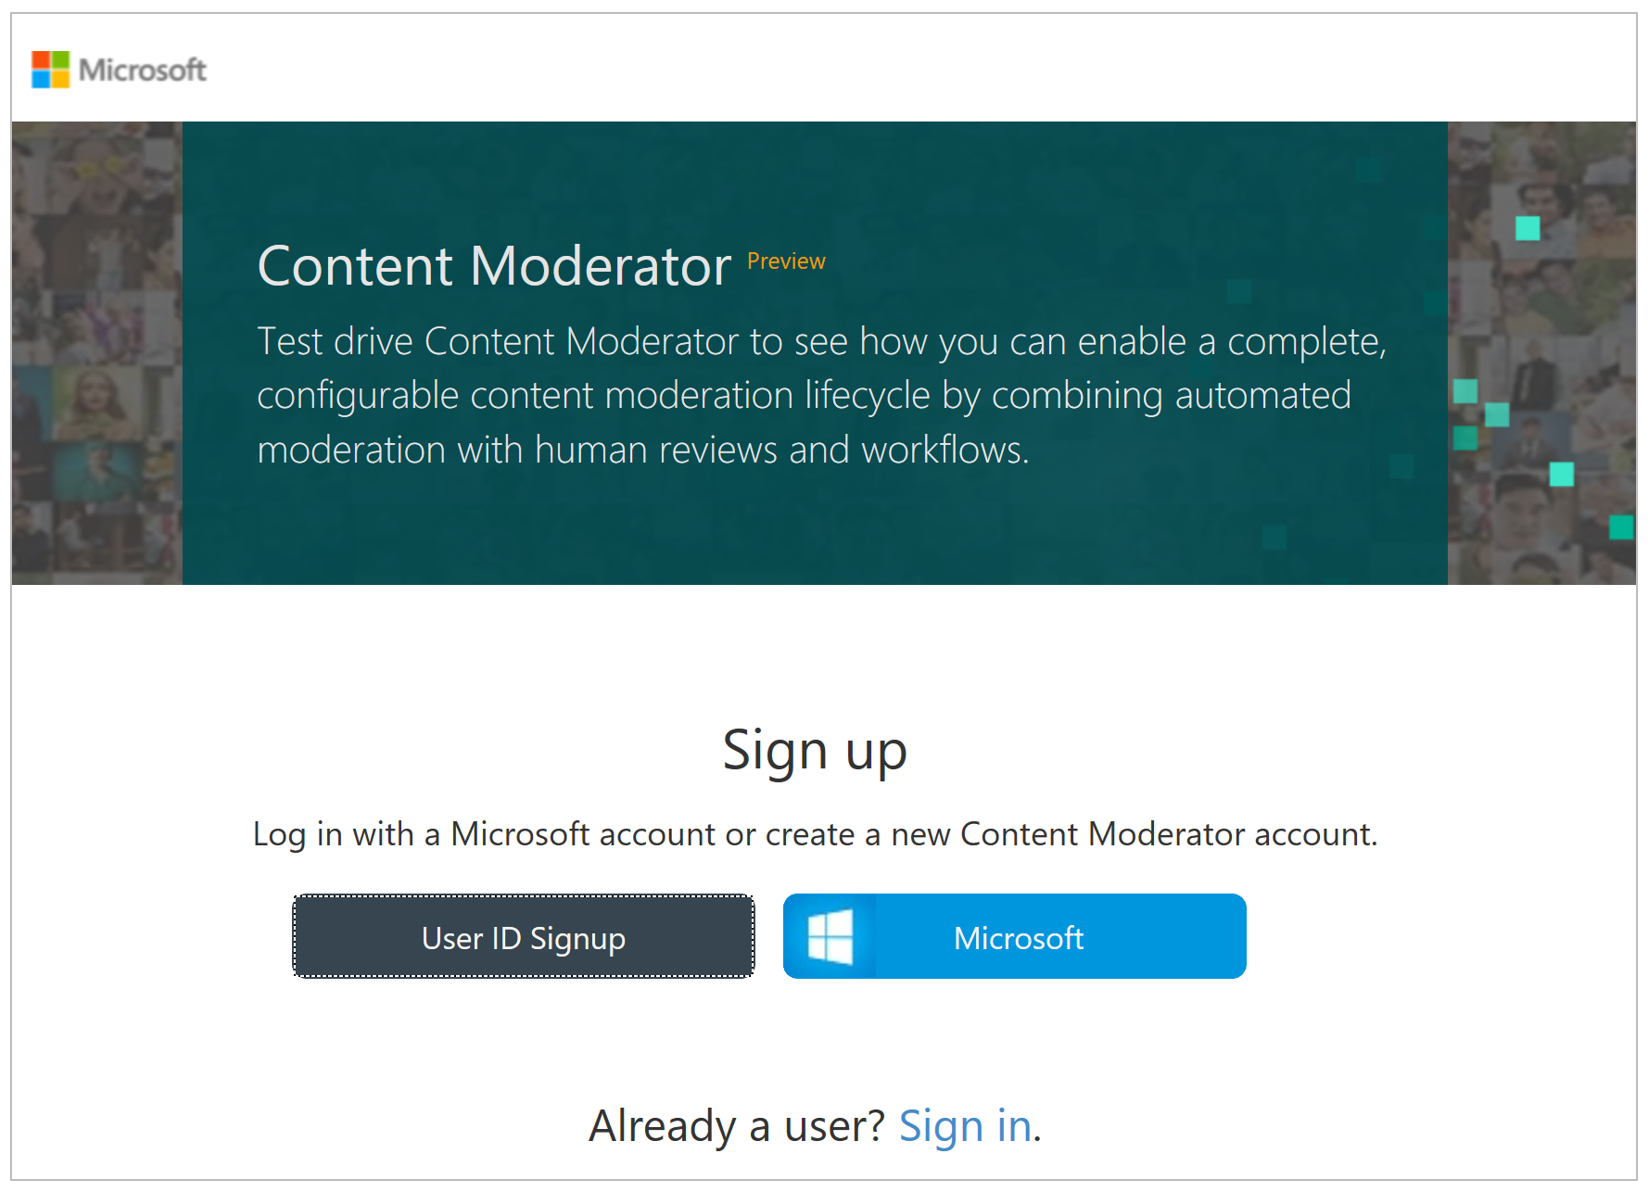 Microsoft
Content Moderator Preview
Test drive Content Moderator to see how you can enable a complete,
configurable content moderation lifecycle by combining automated
moderation with human reviews and workflows.
Sign up
Log in with a Microsoft account or create a new Content Moderator account.
User ID Signup
Microsoft
Already a user? Sign in.